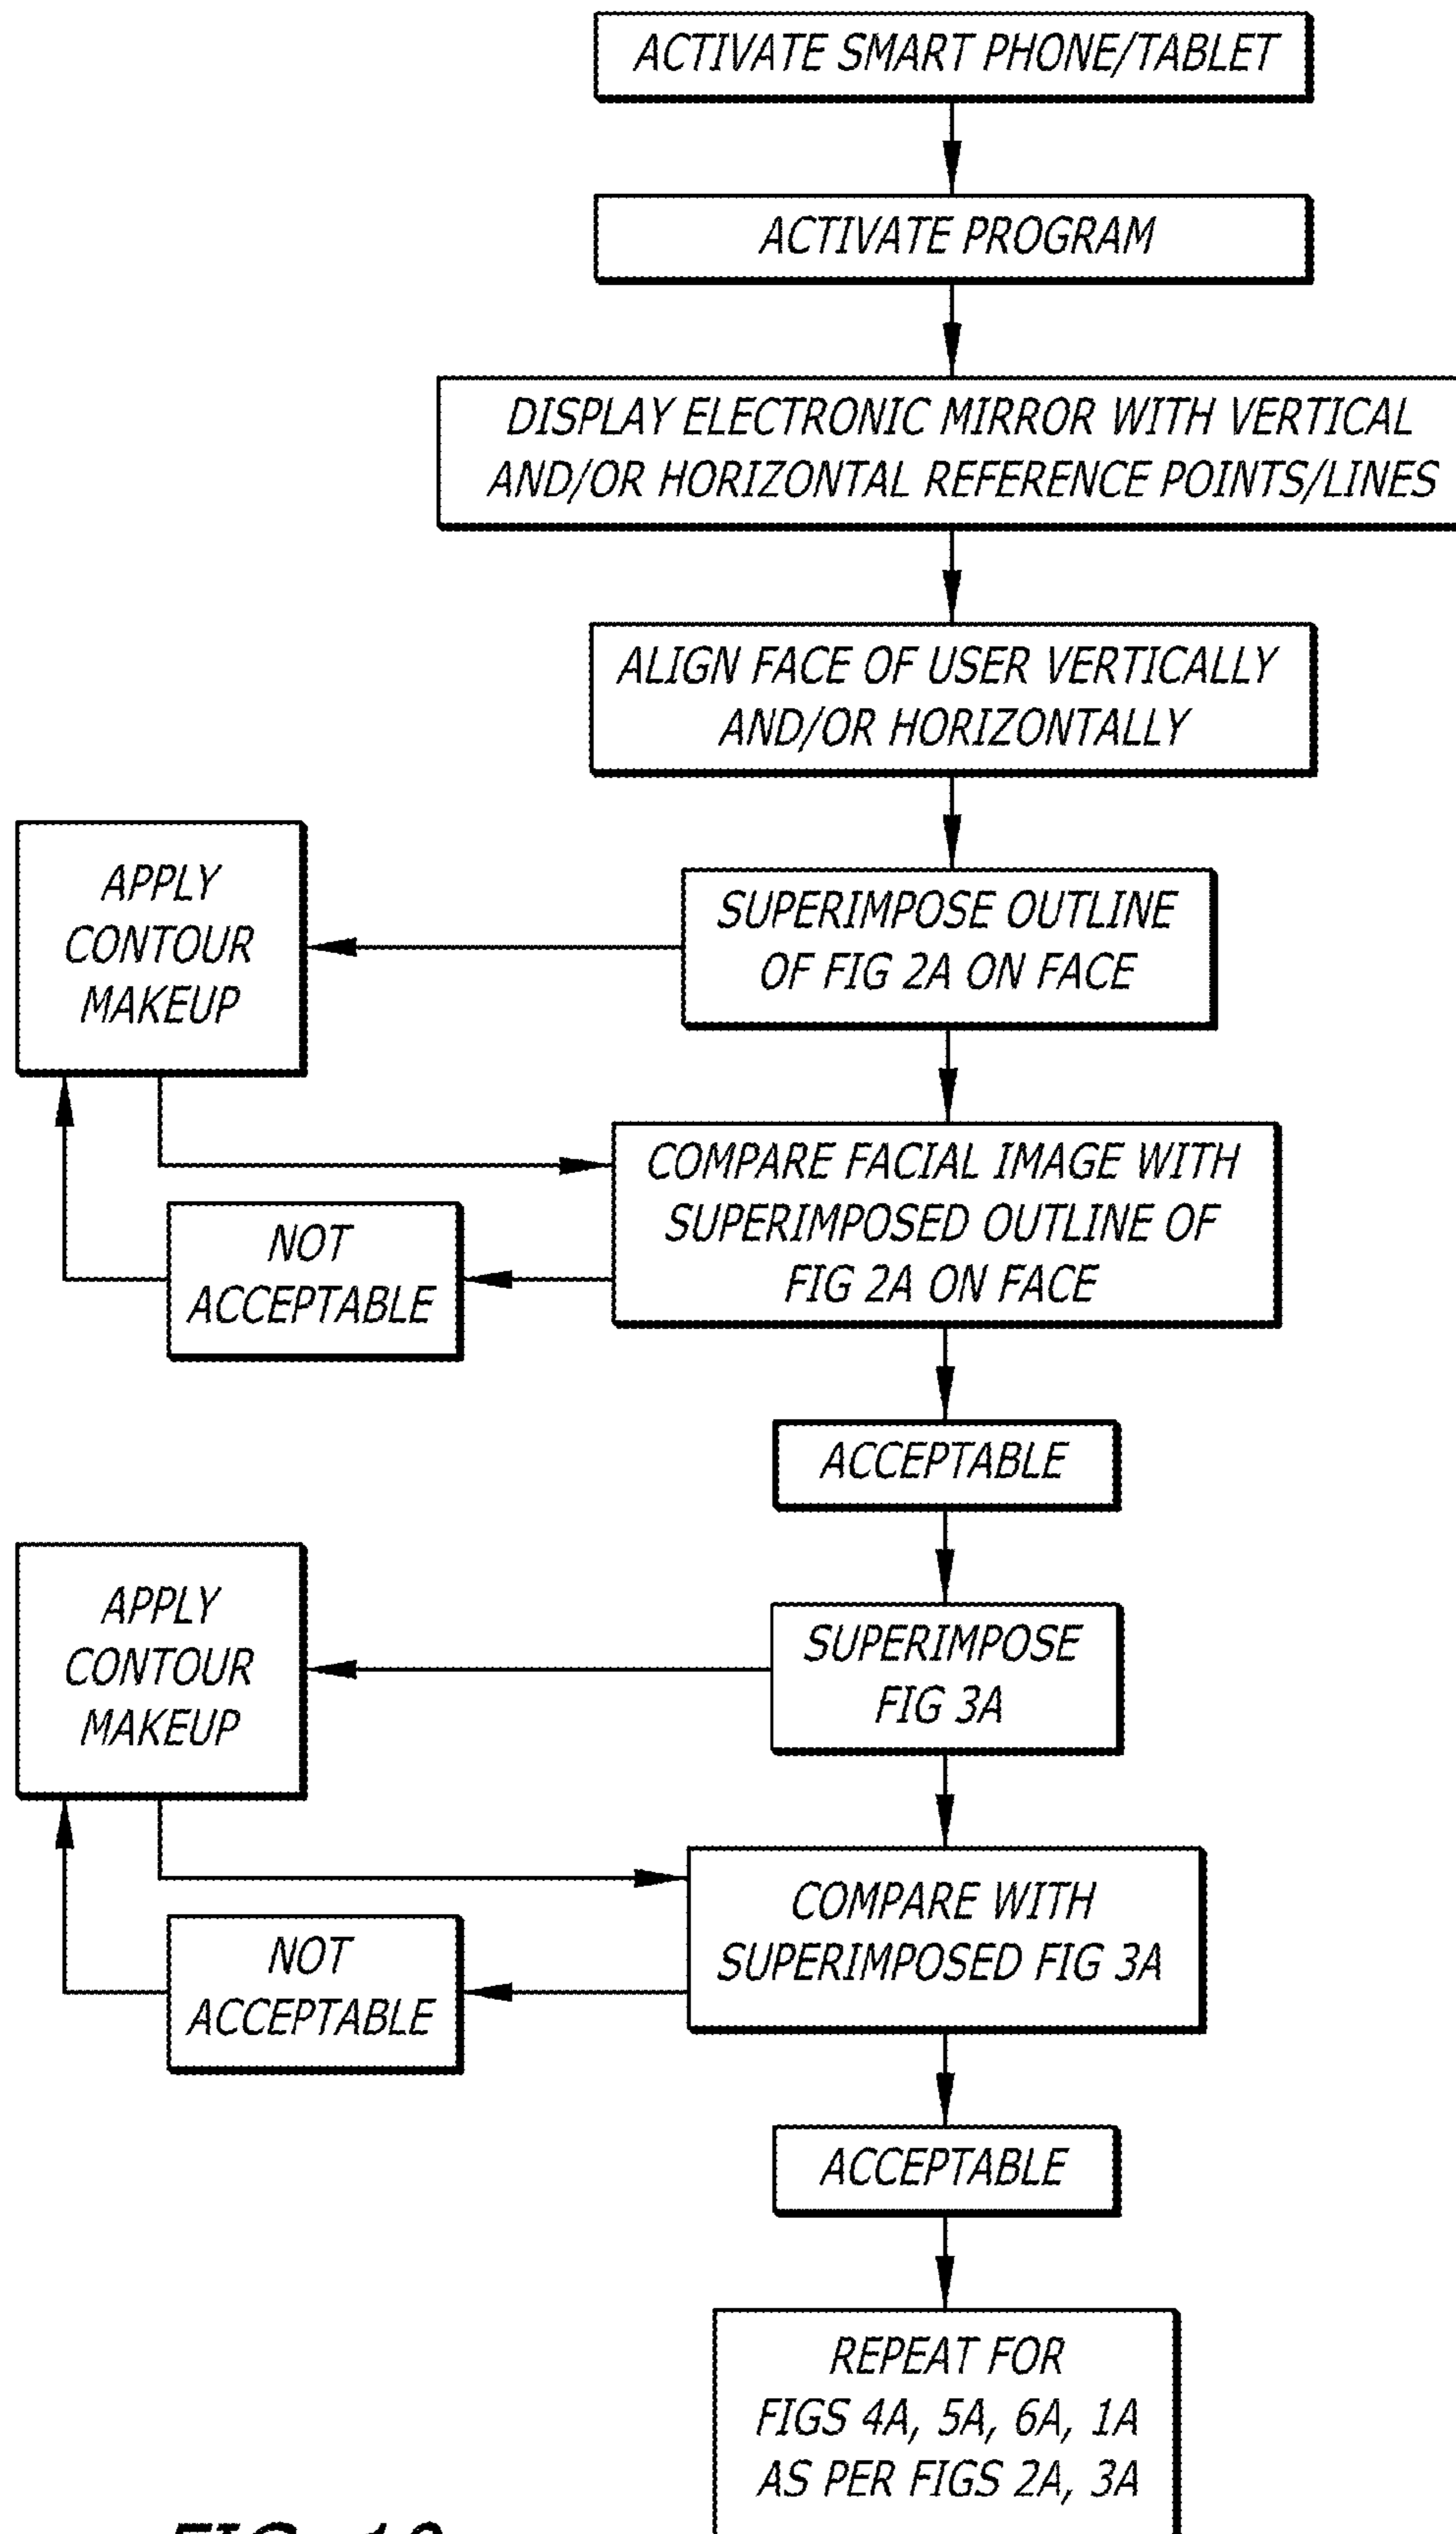 ACTIVATE SMART PHONE/TABLET
ACTIVATE PROGRAM
DISPLAY ELECTRONIC MIRROR WITH VERTICAL
AND/OR HORIZONTAL REFERENCE POINTS/LINES
ALIGN FACE OF USER VERTICALLY
AND/OR HORIZONTALLY
APPLY
CONTOUR
MAKEUP
SUPERIMPOSE OUTLINE
OF FIG 2A ON FACE
COMPARE FACIAL IMAGE WITH
SUPERIMPOSED OUTLINE OF
FIG 2A ON FACE
NOT
ACCEPTABLE
ACCEPTABLE
APPLY
CONTOUR
MAKEUP
SUPERIMPOSE
FIG 3A
COMPARE WITH
SUPERIMPOSED FIG 3A
NOT
ACCEPTABLE
ACCEPTABLE
REPEAT FOR
FIGS 4A, 5A, 6A, 1A
AS PER FIGS 2A, 3A